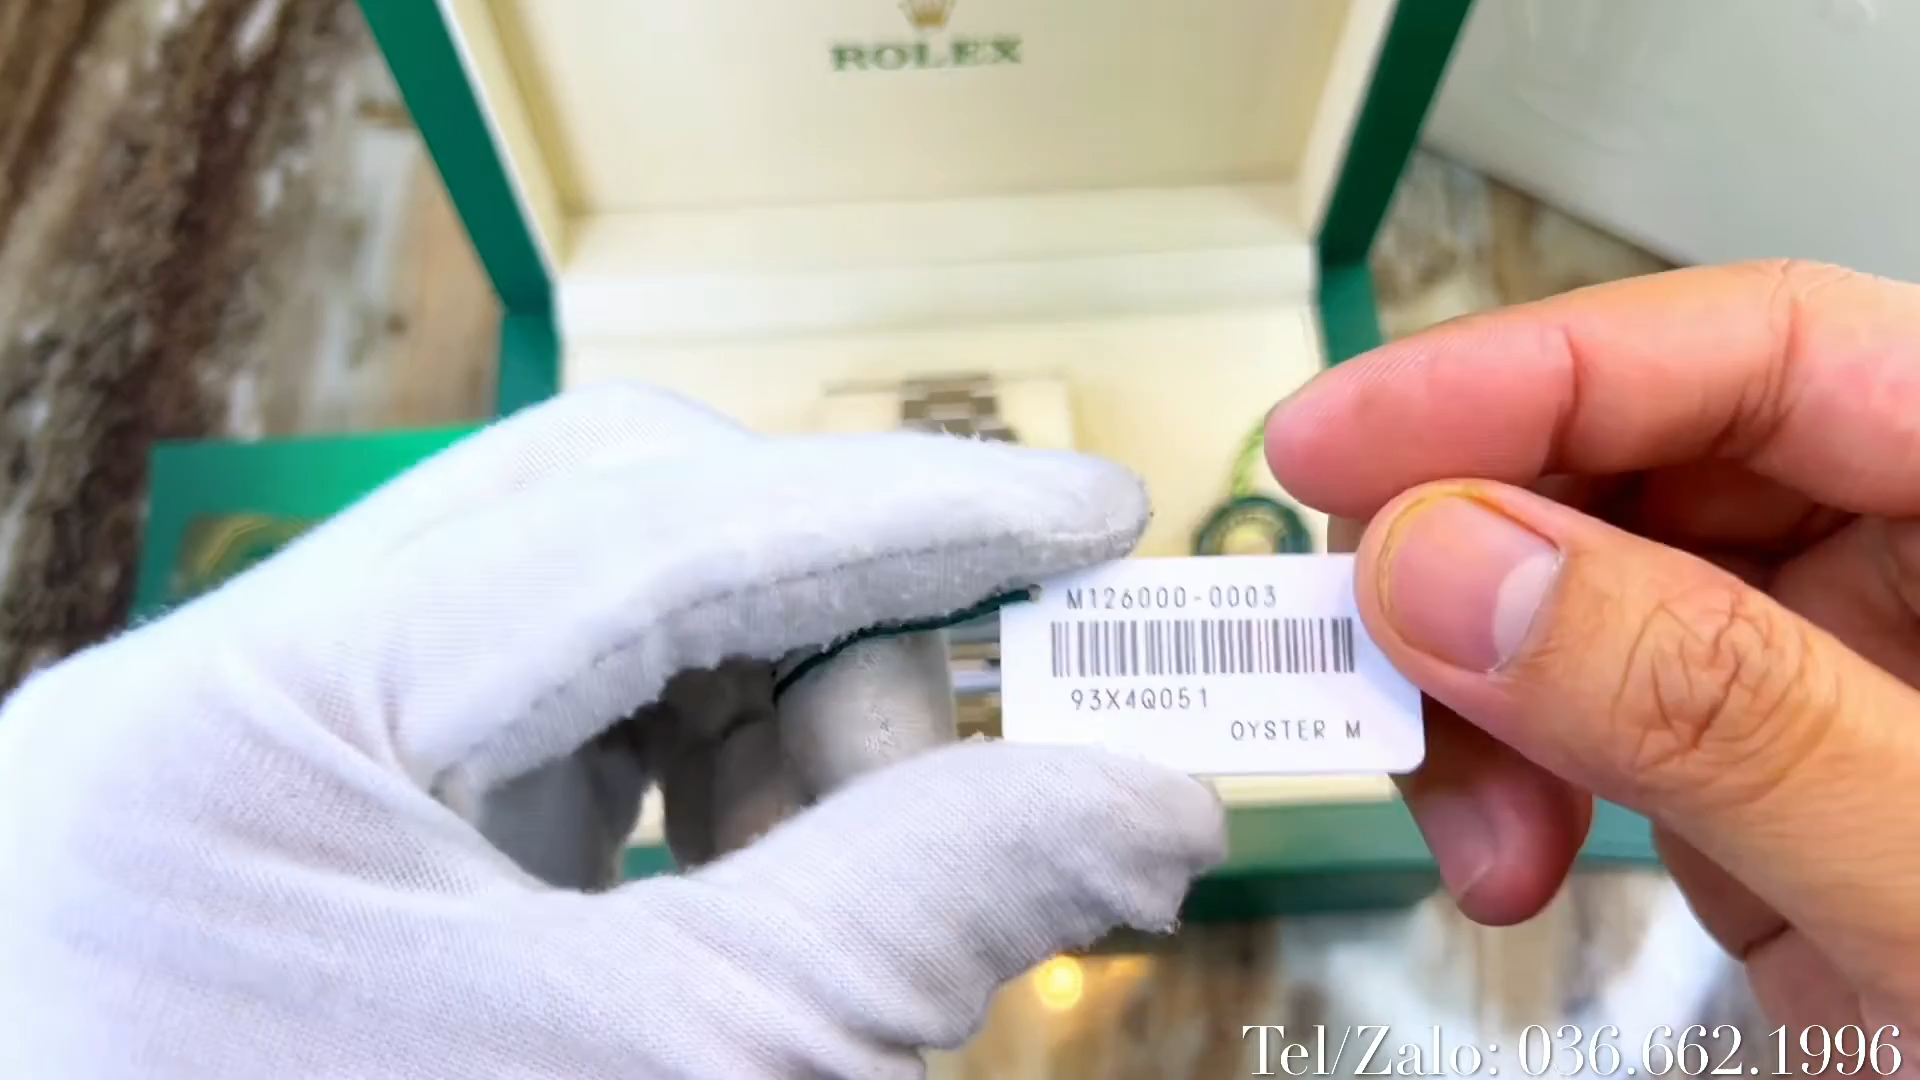 ROLEX
M126000-0003
93X4Q051
OYSTER M
Tel/Zalo: 036.662.1996